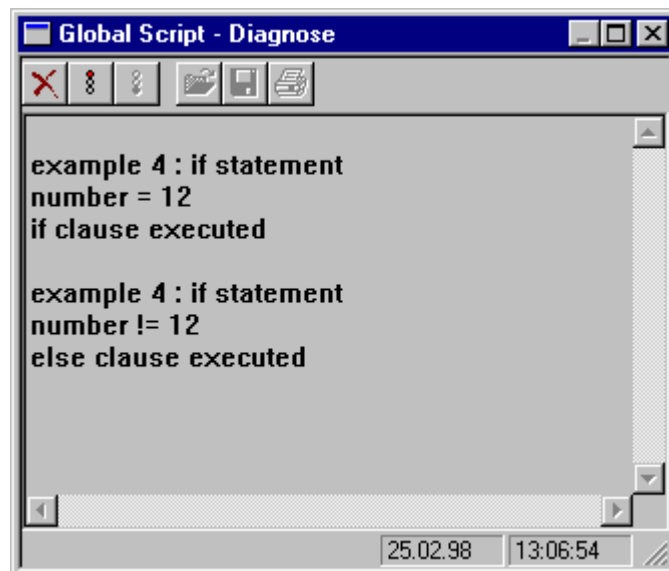 Global Script - Diagnose
example 4 : if statement
number = 12
if clause executed
example 4 : if statement
number != 12
else clause executed
25.02.98
13:06:54